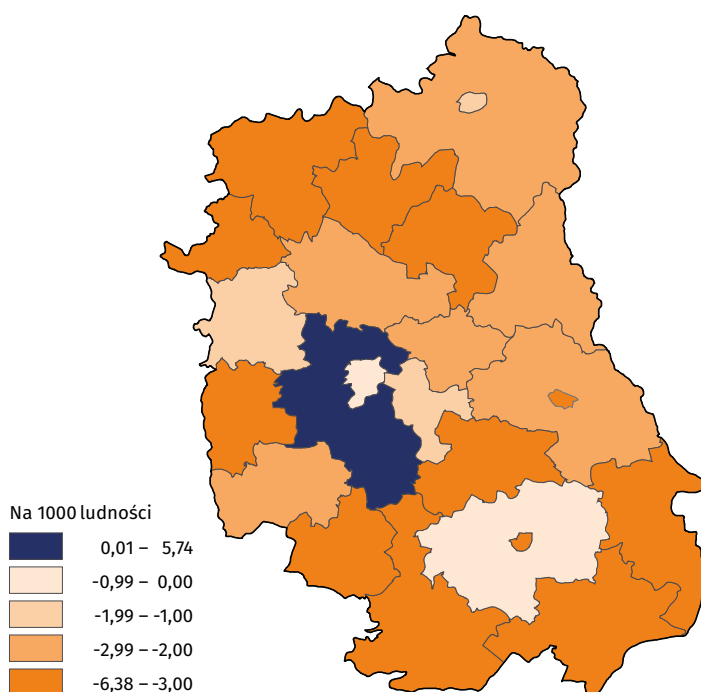 Na 1000 ludności
0,01 – 5,74
-0,99 – 0,00
-1,99 – -1,00
-2,99 – -2,00
-6,38 – -3,00